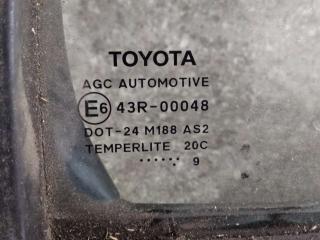 TOYOTA
AGC AUTOMOTIVE
E6 43R-00048
DOT-24 M188 AS2
TEMPERLITE 20C
...... 9